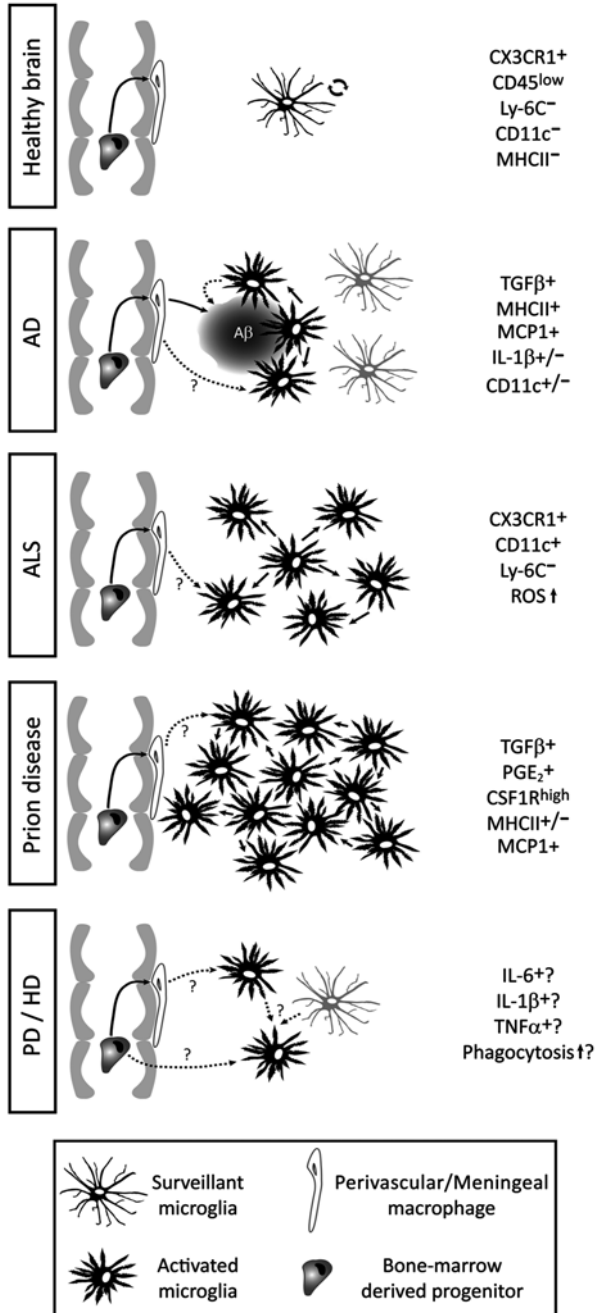 Healthy brain
CX3CR1+
CD45low
Ly-6C−
CD11c−
MHCII−
AD
Aβ
?
TGFβ+
MHCII+
MCP1+
IL-1β+/−
CD11c+/−
ALS
?
CX3CR1+
CD11c+
Ly-6C−
ROS⬆
Prion disease
?
TGFβ+
PGE₂+
CSF1Rhigh
MHCII+/−
MCP1+
PD / HD
?
?
?
IL-6+?
IL-1β+?
TNFα+?
Phagocytosis⬆?
Surveillant
microglia
Perivascular/Meningeal
macrophage
Activated
microglia
Bone-marrow
derived progenitor